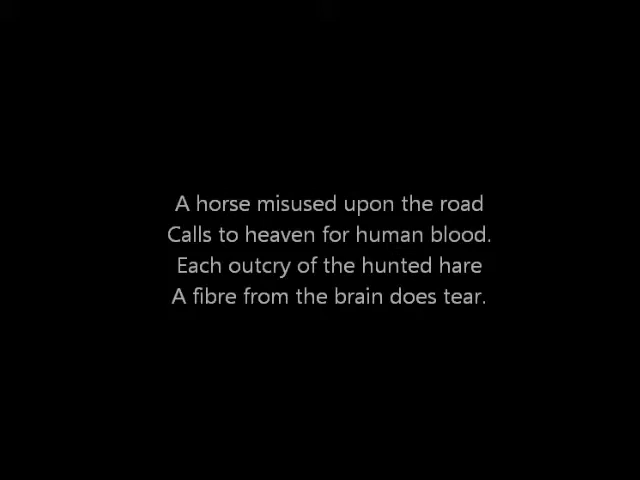 A horse misused upon the road
Calls to heaven for human blood.
Each outcry of the hunted hare
A fibre from the brain does tear.